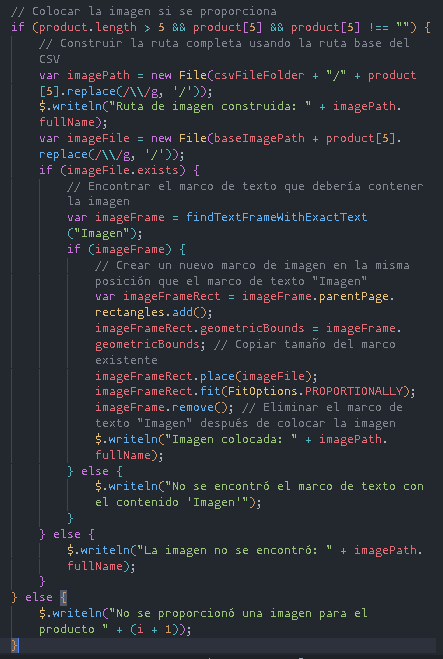 // Colocar la imagen si se proporciona
if (product.length > 5 && product[5] && product[5] !== "") {
// Construir la ruta completa usando la ruta base del
CSV
var imagePath = new File(csvFileFolder + "/" + product
[5].replace(/\\/g, '/'));
$.writeln("Ruta de imagen construida: " + imagePath.
fullName);
var imageFile = new File(baseImagePath + product[5].
replace(/\\/g, '/'));
if (imageFile.exists) {
// Encontrar el marco de texto que debería contener
la imagen
var imageFrame = findTextFrameWithExactText
("Imagen");
if (imageFrame) {
// Crear un nuevo marco de imagen en la misma
posición que el marco de texto "Imagen"
var imageFrameRect = imageFrame.parentPage.
rectangles.add();
imageFrameRect.geometricBounds = imageFrame.
geometricBounds; // Copiar tamaño del marco
existente
imageFrameRect.place(imageFile);
imageFrameRect.fit(FitOptions.PROPORTIONALLY);
imageFrame.remove(); // Eliminar el marco de
texto "Imagen" después de colocar la imagen
$.writeln("Imagen colocada: " + imagePath.
fullName);
} else {
$.writeln("No se encontró el marco de texto con
el contenido 'Imagen'");
}
} else {
$.writeln("La imagen no se encontró: " + imagePath.
fullName);
}
} else {
$.writeln("No se proporcionó una imagen para el
producto " + (i + 1));
}